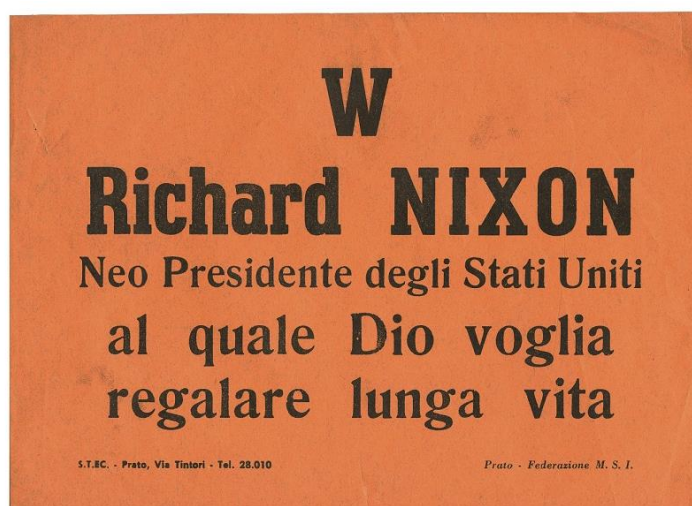 W
Richard NIXON
Neo Presidente degli Stati Uniti
al quale Dio voglia
regalare lunga vita
S.T.EC. - Prato, Via Tintori - Tel. 28.010
Prato - Federazione M. S. I.